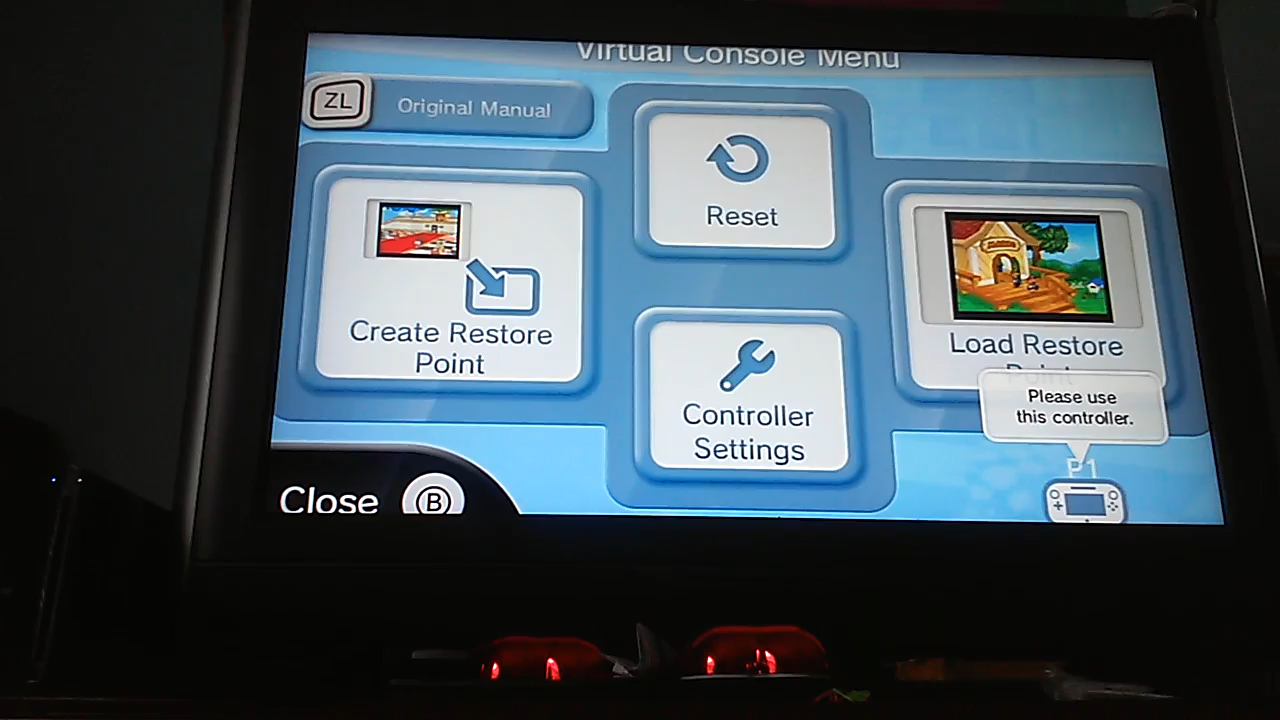 Virtual Console Menu
ZL
Original Manual
Reset
Create Restore
Point
Load Restore
Point
Controller
Settings
Please use
this controller.
P1
Close
B